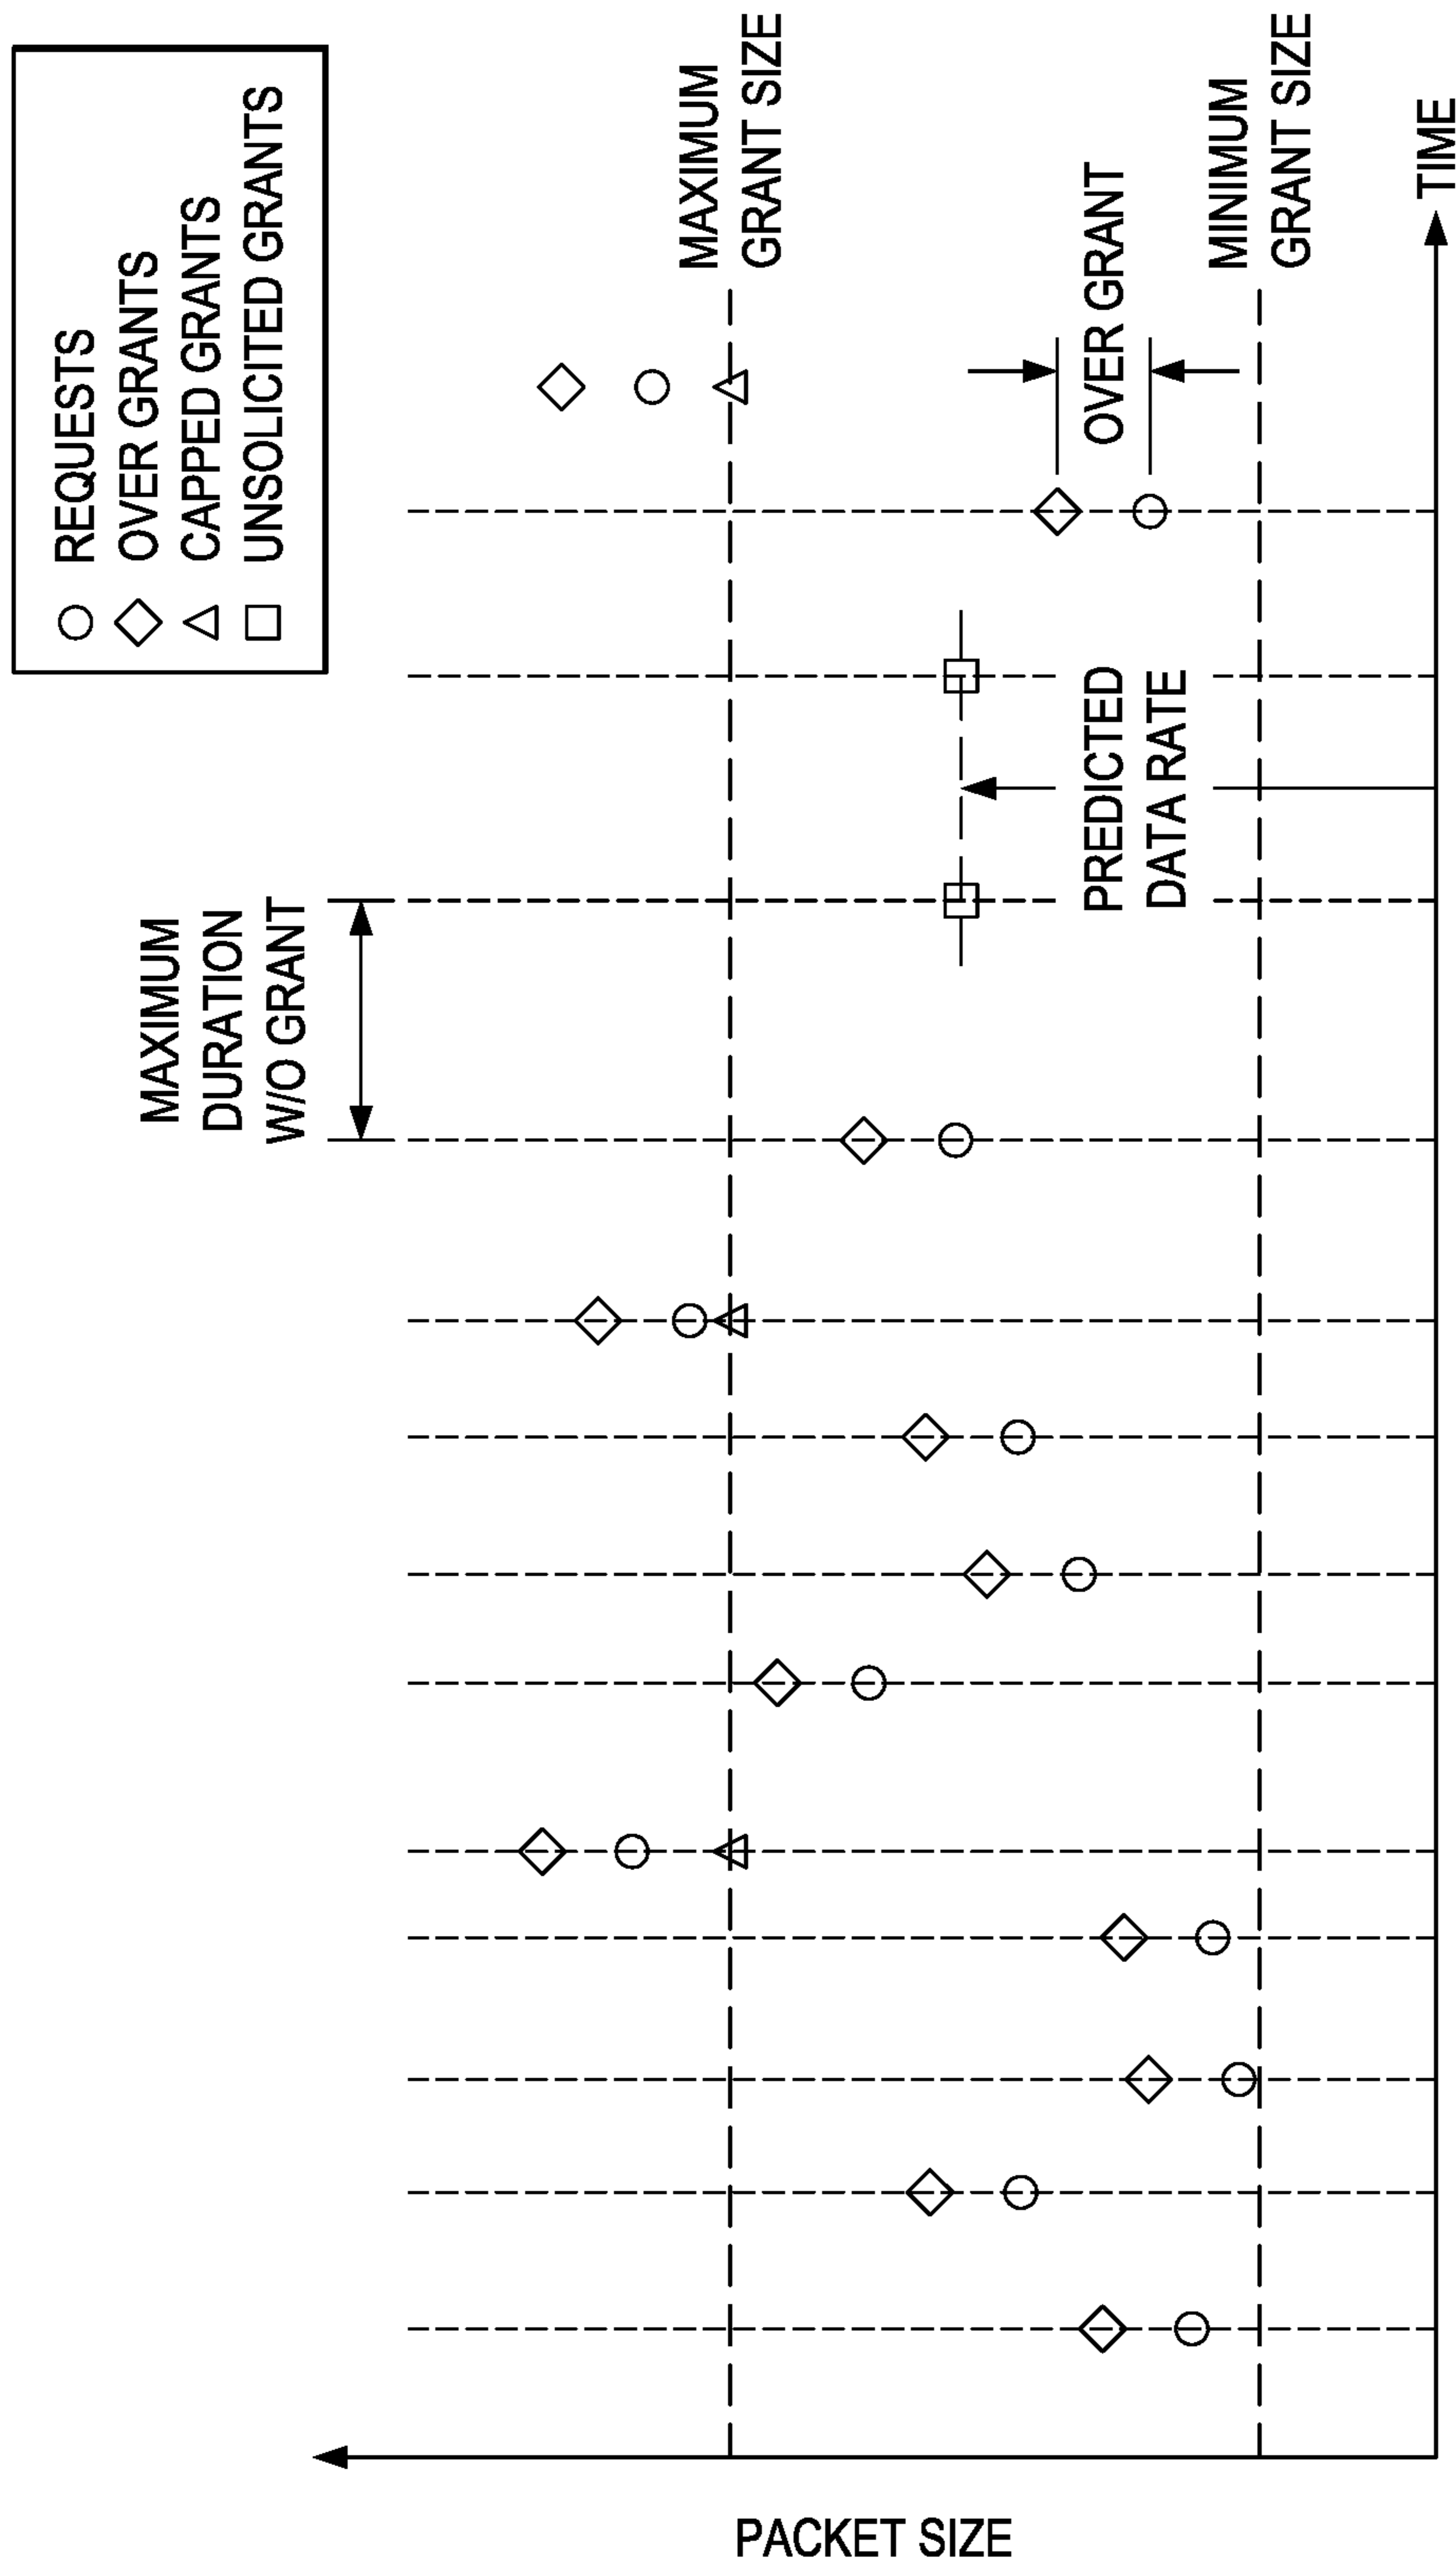 REQUESTS
OVER GRANTS
CAPPED GRANTS
UNSOLICITED GRANTS
MAXIMUM
DURATION
W/O GRANT
MAXIMUM
GRANT SIZE
PREDICTED
DATA RATE
OVER GRANT
MINIMUM
GRANT SIZE
TIME
PACKET SIZE